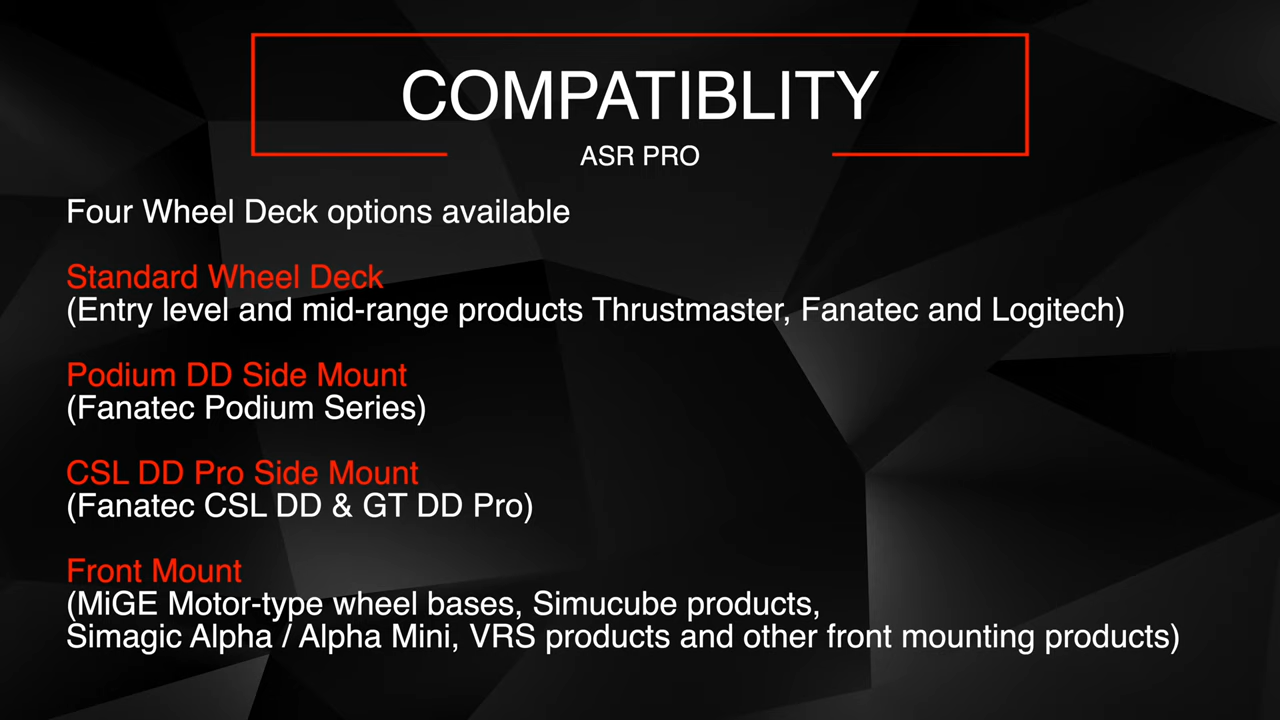 COMPATIBLITY
ASR PRO
Four Wheel Deck options available
Standard Wheel Deck
(Entry level and mid-range products Thrustmaster, Fanatec and Logitech)
Podium DD Side Mount
(Fanatec Podium Series)
CSL DD Pro Side Mount
(Fanatec CSL DD & GT DD Pro)
Front Mount
(MiGE Motor-type wheel bases, Simucube products,
Simagic Alpha / Alpha Mini, VRS products and other front mounting products)